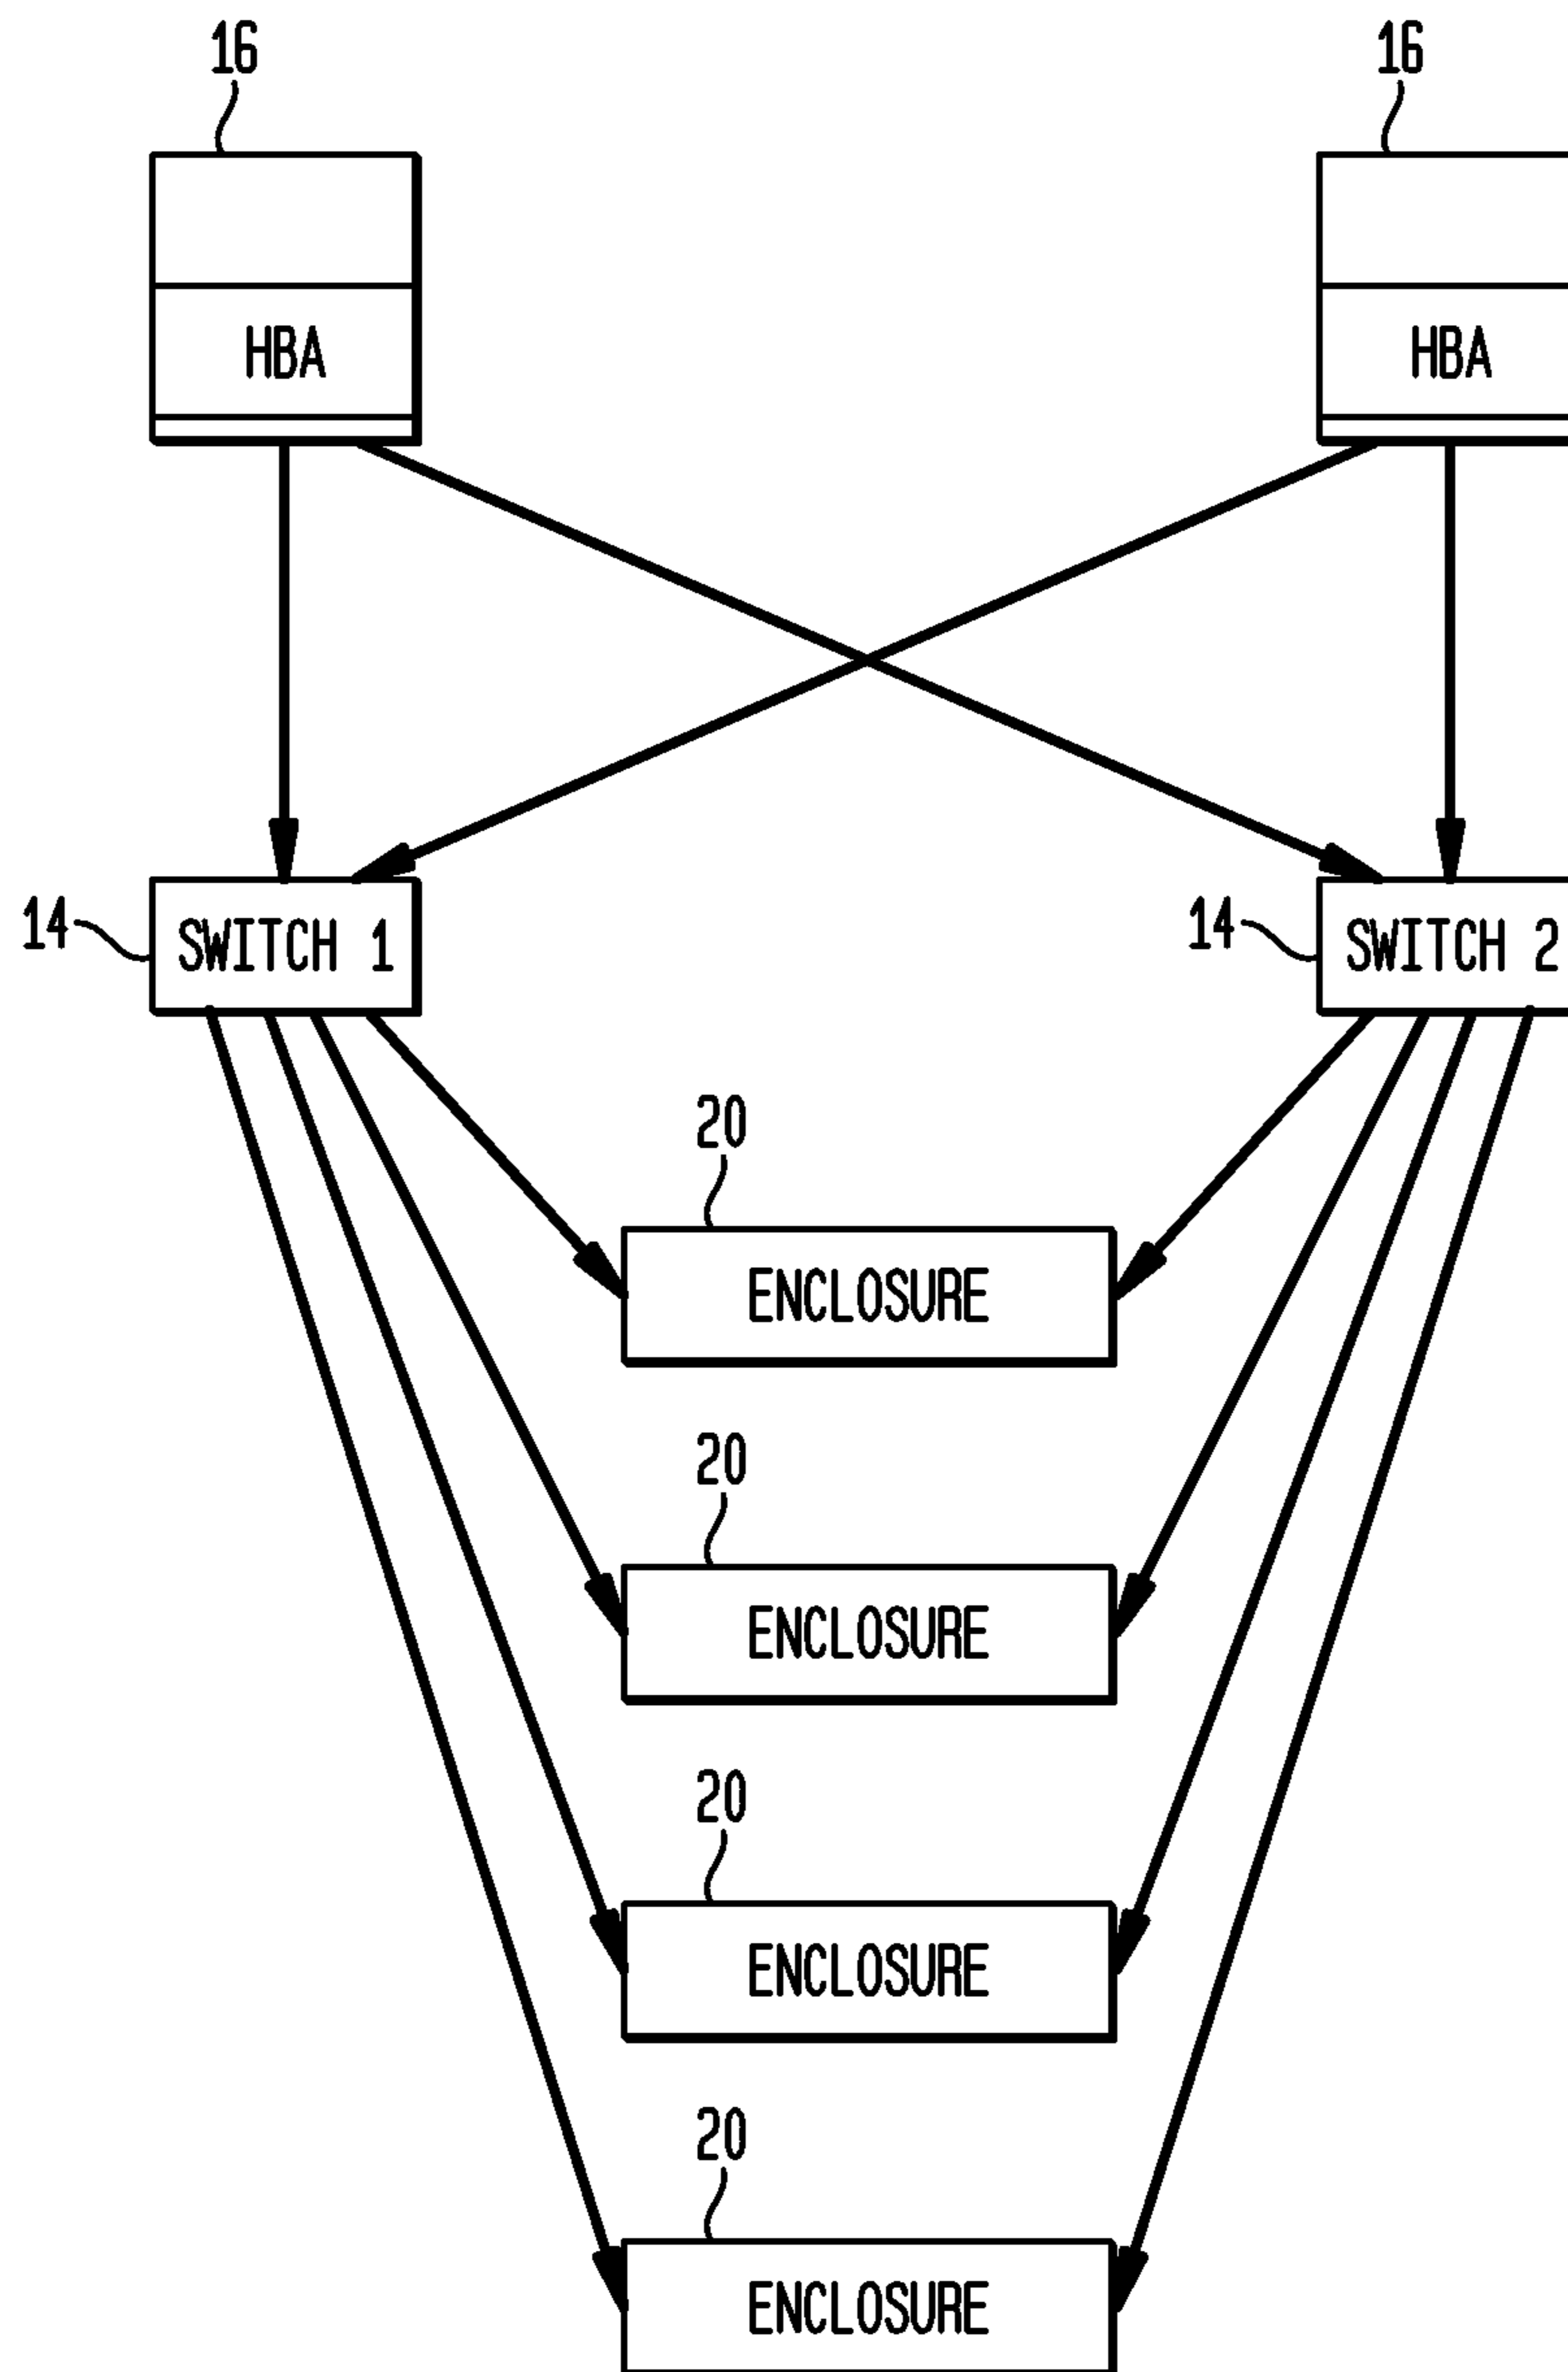 16
16
HBA
HBA
14
SWITCH 1
14
SWITCH 2
20
ENCLOSURE
20
ENCLOSURE
20
ENCLOSURE
20
ENCLOSURE